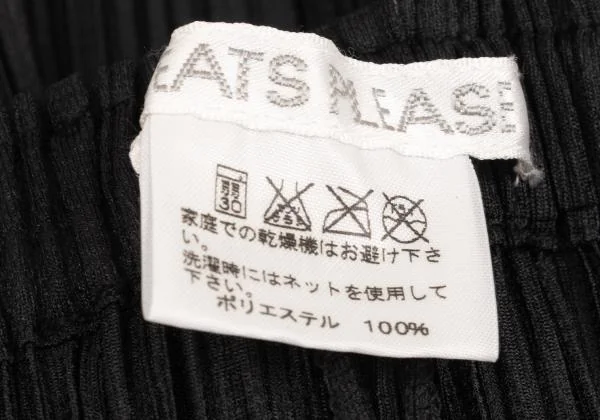 EATS PLEASE
弱 30
家庭での乾燥機はお避け下さ
い。
洗濯時にはネットを使用して
下さい。
ポリエステル 100%